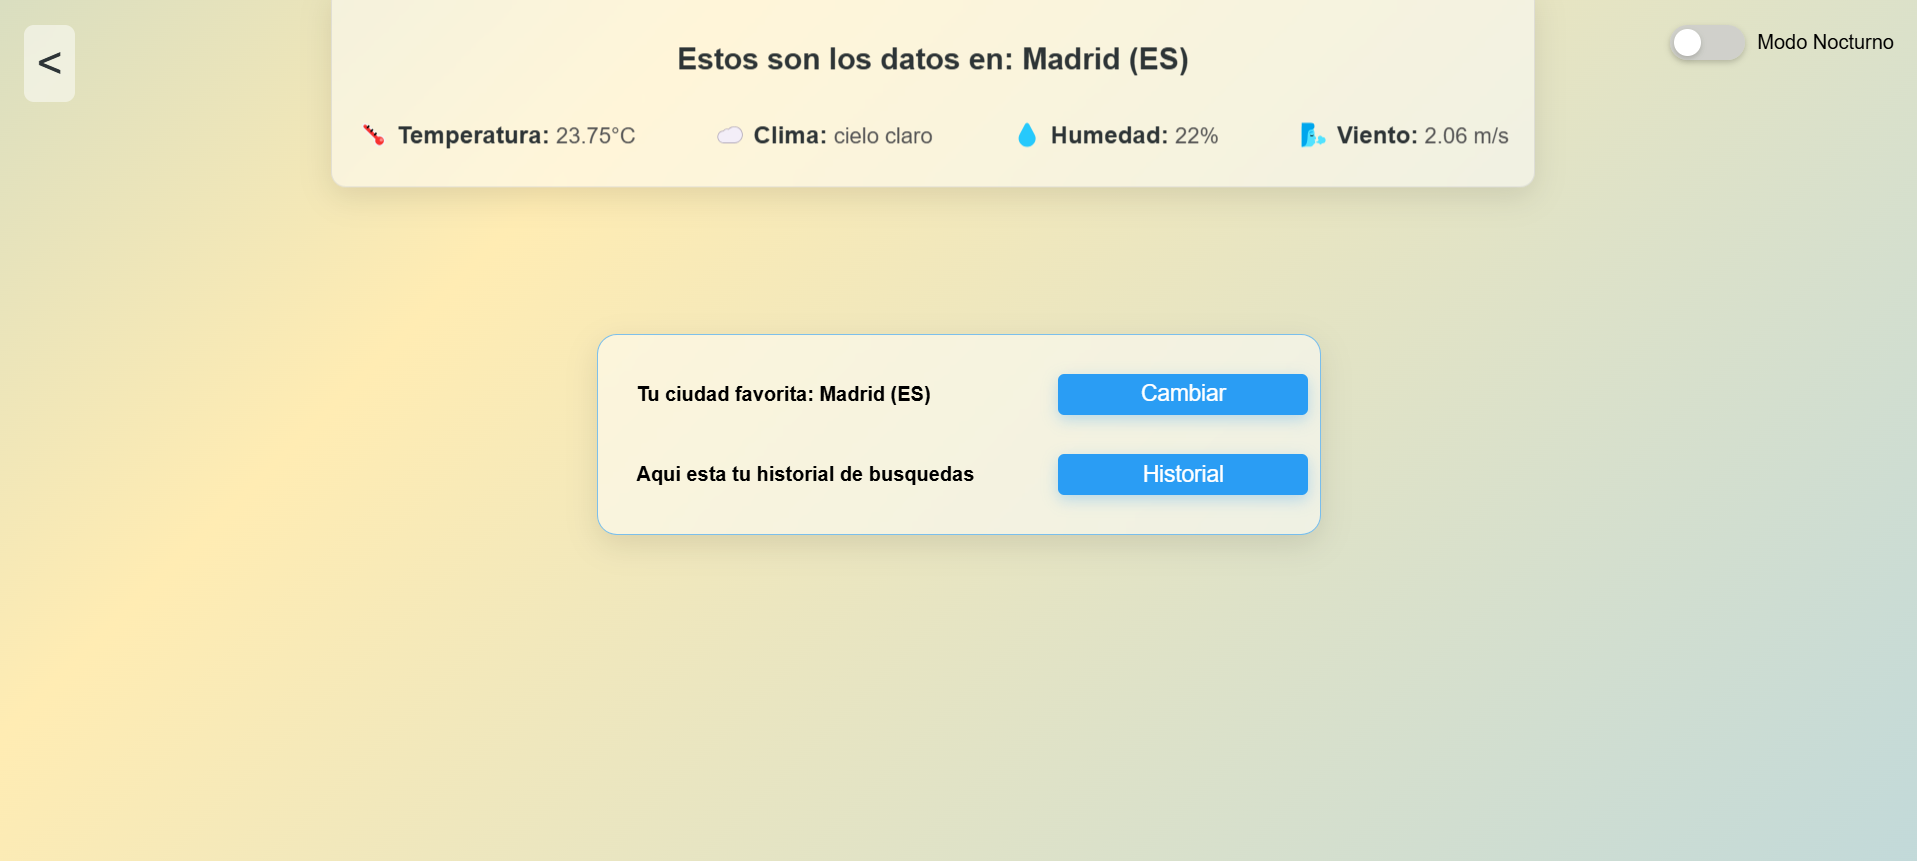 <
Estos son los datos en: Madrid (ES)
Modo Nocturno
Temperatura: 23.75°C Clima: cielo claro Humedad: 22% Viento: 2.06 m/s
Tu ciudad favorita: Madrid (ES) Cambiar
Aqui esta tu historial de busquedas Historial